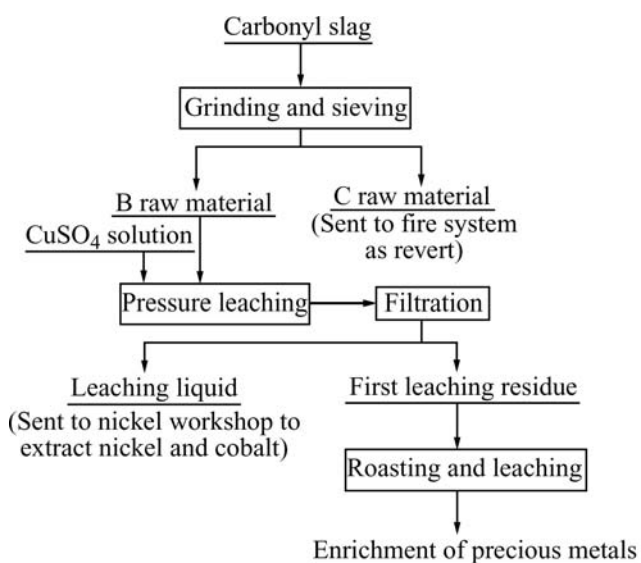 Carbonyl slag
Grinding and sieving
B raw material
C raw material
(Sent to fire system
as revert)
CuSO₄ solution
Pressure leaching
Filtration
Leaching liquid
(Sent to nickel workshop to
extract nickel and cobalt)
First leaching residue
Roasting and leaching
Enrichment of precious metals